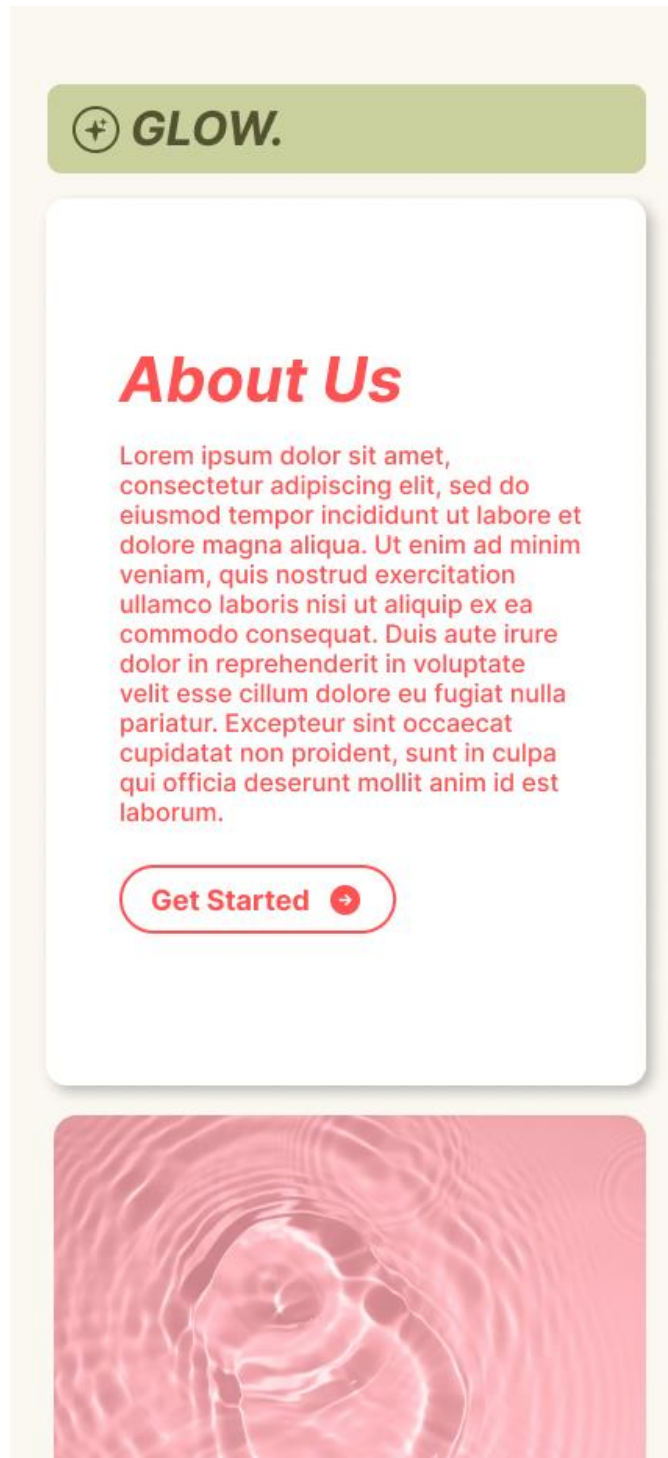 GLOW.
About Us
Lorem ipsum dolor sit amet,
consectetur adipiscing elit, sed do
eiusmod tempor incididunt ut labore et
dolore magna aliqua. Ut enim ad minim
veniam, quis nostrud exercitation
ullamco laboris nisi ut aliquip ex ea
commodo consequat. Duis aute irure
dolor in reprehenderit in voluptate
velit esse cillum dolore eu fugiat nulla
pariatur. Excepteur sint occaecat
cupidatat non proident, sunt in culpa
qui officia deserunt mollit anim id est
laborum.
Get Started